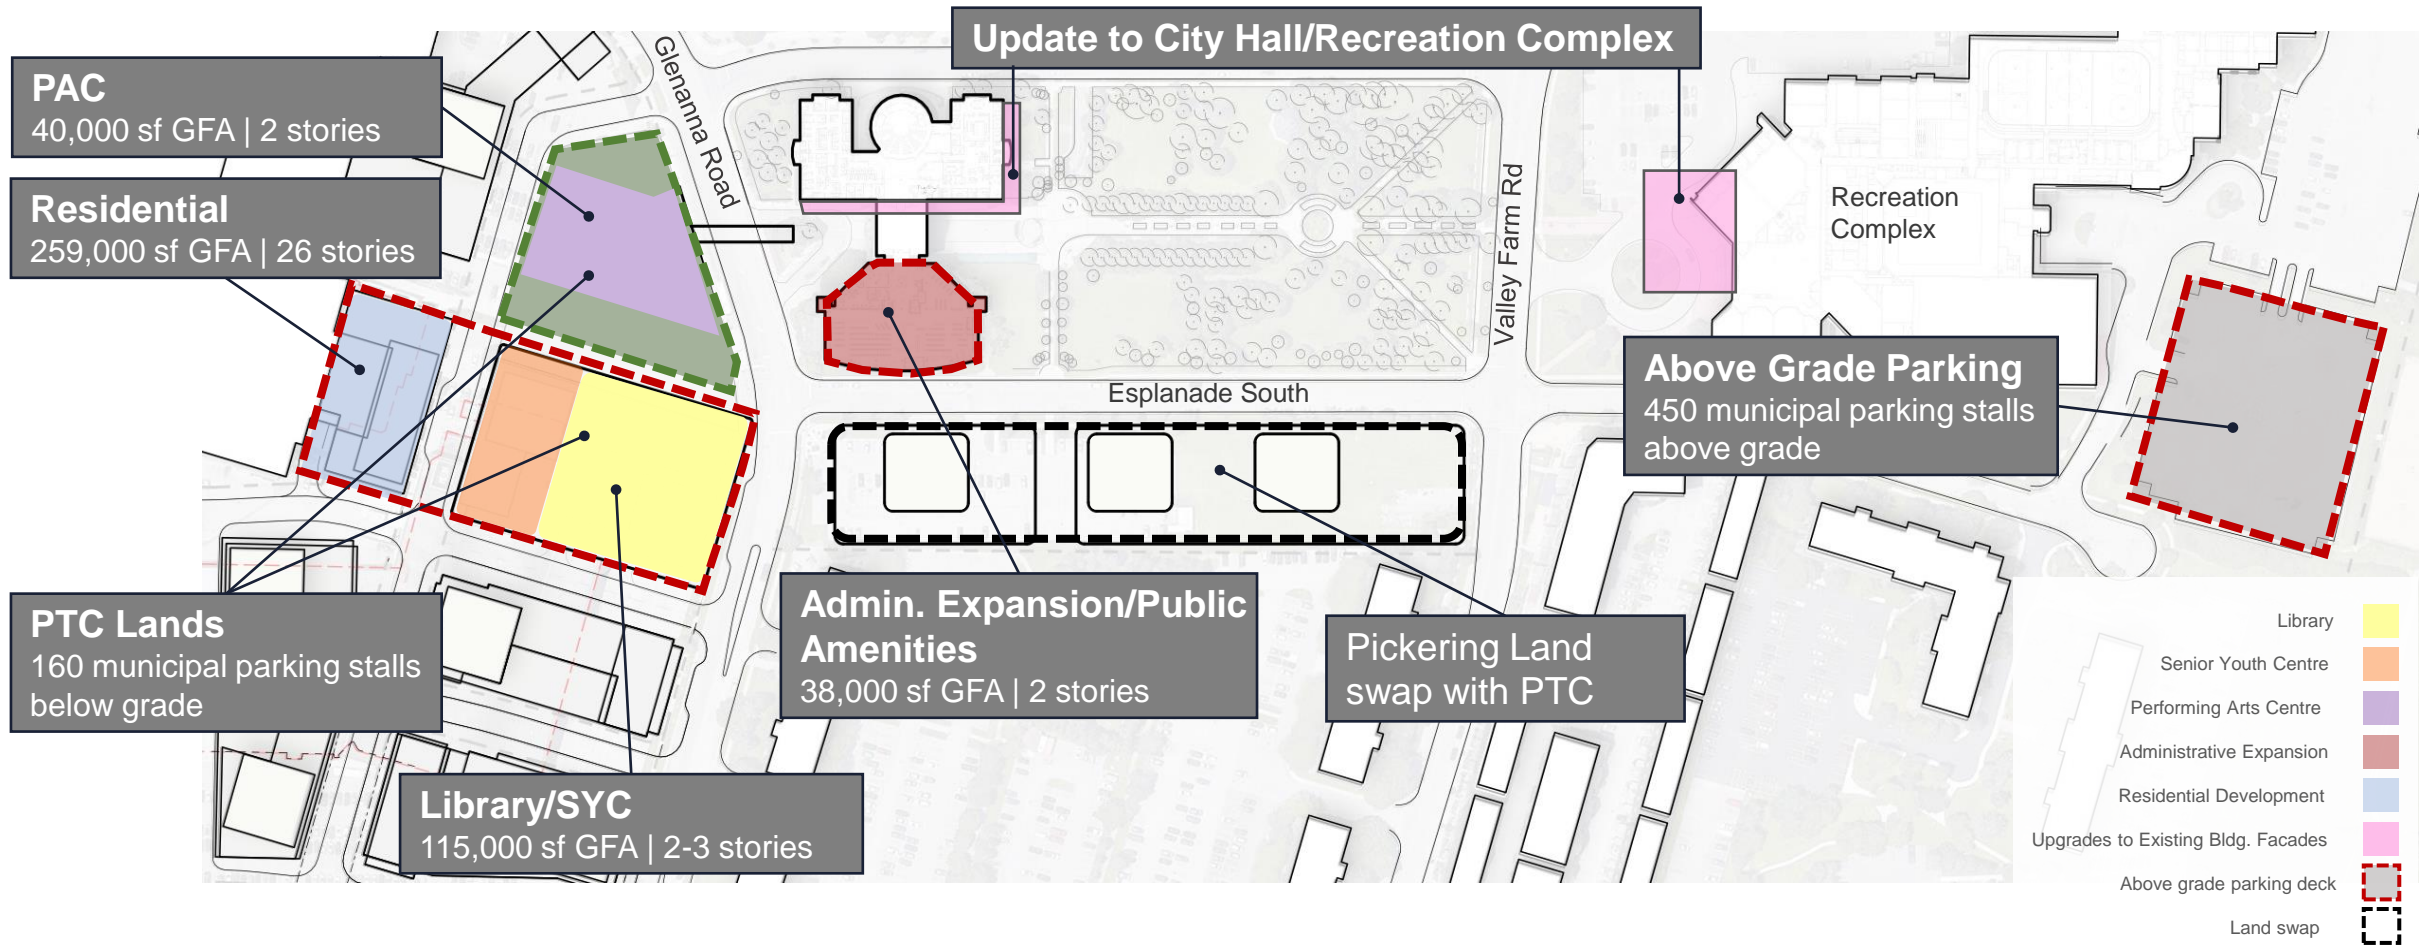 Update to City Hall/Recreation Complex
PAC
40,000 sf GFA | 2 stories
Residential
259,000 sf GFA | 26 stories
Glenanna Road
Valley Farm Rd
Recreation
Complex
Esplanade South
Above Grade Parking
450 municipal parking stalls
above grade
PTC Lands
160 municipal parking stalls
below grade
Admin. Expansion/Public
Amenities
38,000 sf GFA | 2 stories
Pickering Land
swap with PTC
Library/SYC
115,000 sf GFA | 2-3 stories
Library
Senior Youth Centre
Performing Arts Centre
Administrative Expansion
Residential Development
Upgrades to Existing Bldg. Facades
Above grade parking deck
Land swap